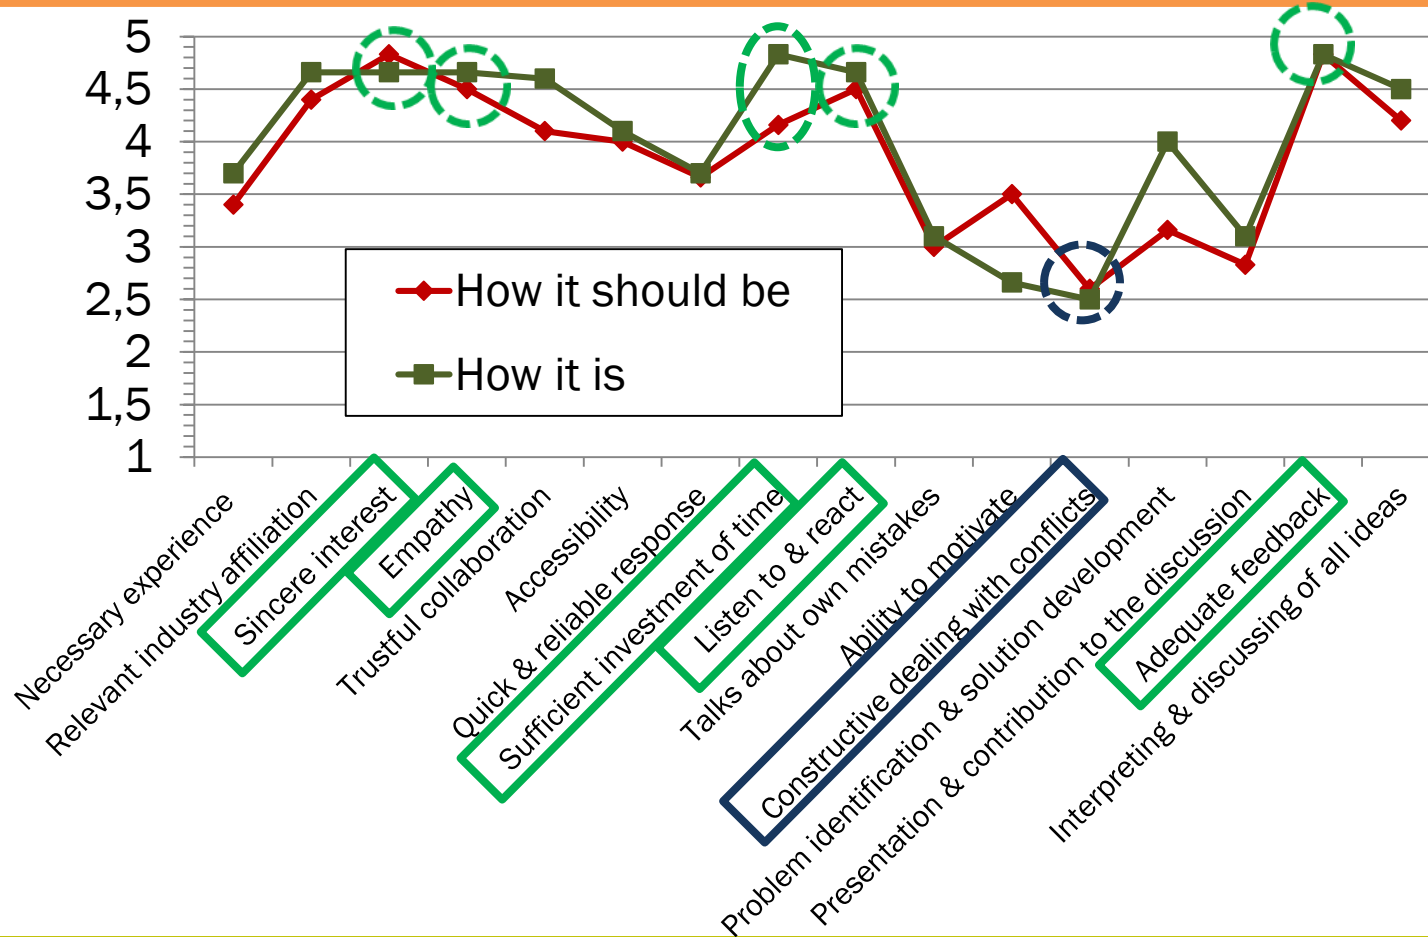 5
4,5
4
3,5
3
2,5
2
1,5
1
How it should be
How it is
Necessary experience
Relevant industry affiliation
Sincere interest
Empathy
Trustful collaboration
Accessibility
Quick & reliable response
Sufficient investment of time
Listen to & react
Talks about own mistakes
Ability to motivate
Constructive dealing with conflicts
Problem identification & solution development
Presentation & contribution to the discussion
Adequate feedback
Interpreting & discussing of all ideas